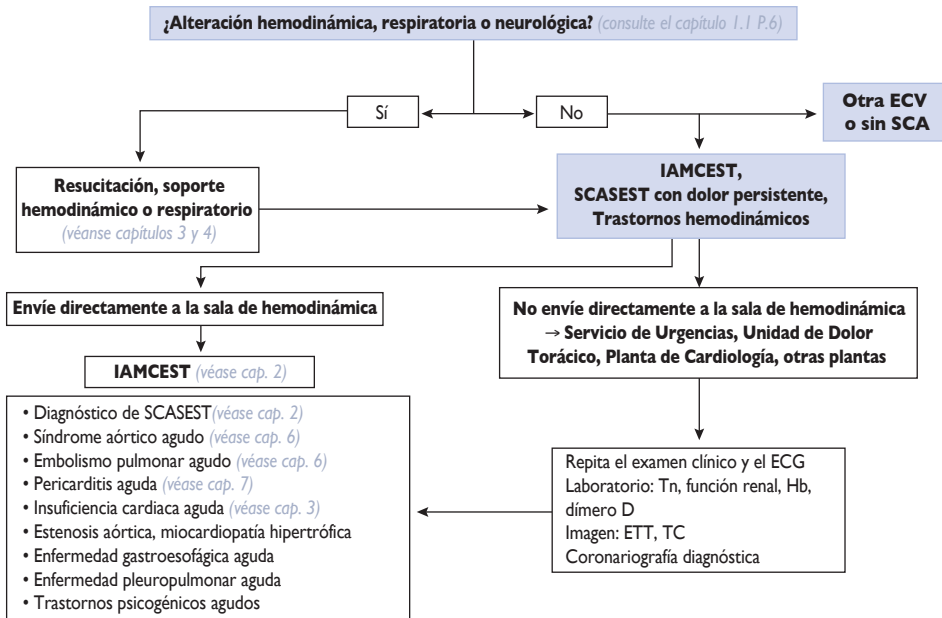 ¿Alteración hemodinámica, respiratoria o neurológica? (consulte el capítulo 1.1 P.6)
Sí
No
Otra ECV
o sin SCA
Resucitación, soporte
hemodinámico o respiratorio
(véanse capítulos 3 y 4)
IAMCEST,
SCASEST con dolor persistente,
Trastornos hemodinámicos
Envíe directamente a la sala de hemodinámica
No envíe directamente a la sala de hemodinámica
→ Servicio de Urgencias, Unidad de Dolor
Torácico, Planta de Cardiología, otras plantas
IAMCEST (véase cap. 2)
• Diagnóstico de SCASEST(véase cap. 2)
• Síndrome aórtico agudo (véase cap. 6)
• Embolismo pulmonar agudo (véase cap. 6)
• Pericarditis aguda (véase cap. 7)
• Insuficiencia cardiaca aguda (véase cap. 3)
• Estenosis aórtica, miocardiopatía hipertrófica
• Enfermedad gastroesofágica aguda
• Enfermedad pleuropulmonar aguda
• Trastornos psicogénicos agudos
Repita el examen clínico y el ECG
Laboratorio: Tn, función renal, Hb,
dímero D
Imagen: ETT, TC
Coronariografía diagnóstica